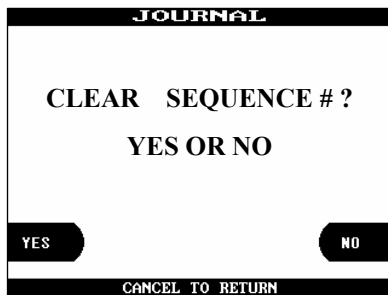 JOURNAL
CLEAR SEQUENCE # ?
YES OR NO
YES NO
CANCEL TO RETURN